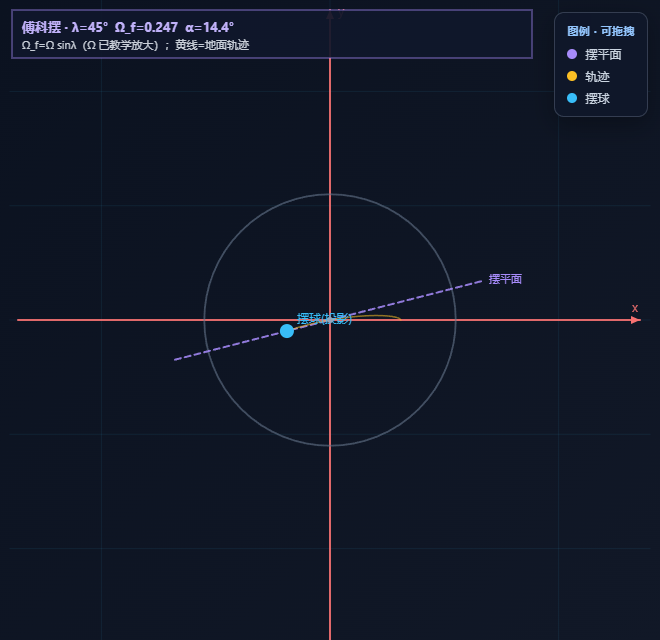 傅科摆 · λ=45° Ω_f=0.247 α=14.4°
Ω_f=Ω sinλ（Ω 已教学放大）；黄线=地面轨迹
图例 · 可拖拽
摆平面
轨迹
摆球
摆平面
x
摆球(投影)